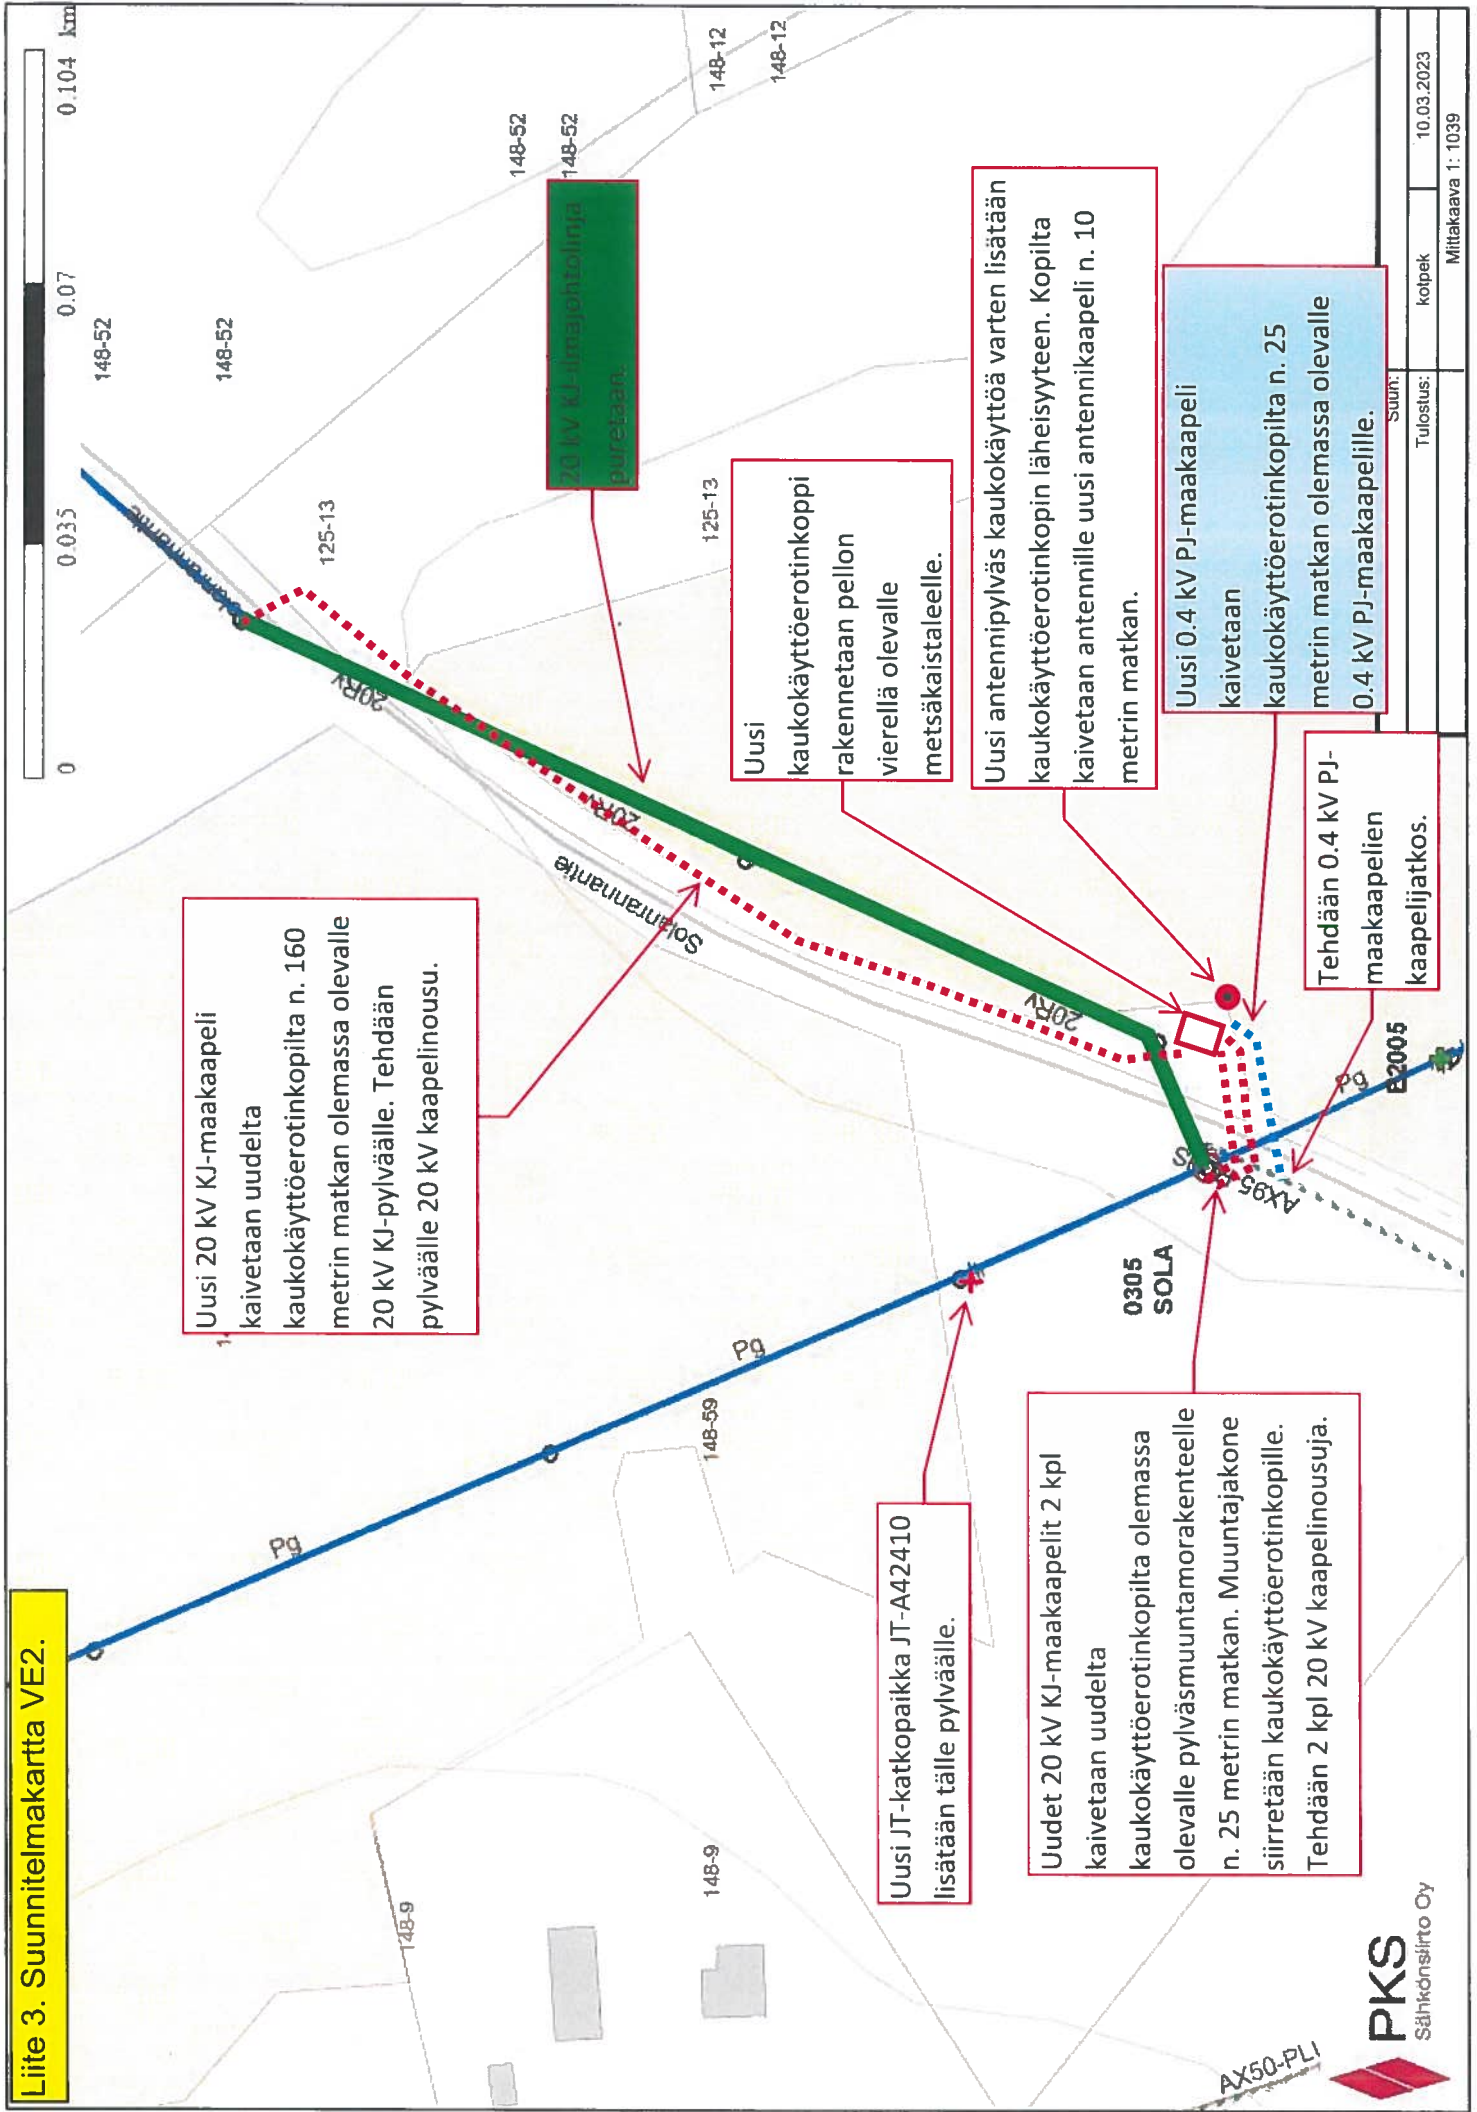 Liite 3. Suunnitelmakartta VE2.
0
0.035
0.07
0.104 km
148-52
148-52
148-52
148-52
148-12
148-12
Uusi 20 kV KJ-maakaapeli
kaivetaan uudelta
kaukokäyttöerotinkopilta n. 160
metrin matkan olemassa olevalle
20 kV KJ-pylväälle. Tehdään
pylväälle 20 kV kaapelinousu.
125-13
20 kV KJ-ilmajohtolinja
puretaan.
125-13
20Rv
20Rv
20Rv
Solanrannantie
Pg
Pg
Pg
148-59
148-9
148-9
Uusi
kaukokäyttöerotinkoppi
rakennetaan pellon
vierellä olevalle
metsäkaistaleelle.
Uusi antennipylväs kaukokäyttöä varten lisätään
kaukokäyttöerotinkopin läheisyyteen. Kopilta
kaivetaan antennille uusi antennikaapeli n. 10
metrin matkan.
Uusi 0.4 kV PJ-maakaapeli
kaivetaan
kaukokäyttöerotinkopilta n. 25
metrin matkan olemassa olevalle
0.4 kV PJ-maakaapelille.
Tehdään 0.4 kV PJ-
maakaapelien
kaapelijatkos.
Uusi JT-katkopaikka JT-A42410
lisätään tälle pylväälle.
0305
SOLA
AX95
E2005
Uudet 20 kV KJ-maakaapelit 2 kpl
kaivetaan uudelta
kaukokäyttöerotinkopilta olemassa
olevalle pylväsmuuntamorakenteelle
n. 25 metrin matkan. Muuntajakone
siirretään kaukokäyttöerotinkopille.
Tehdään 2 kpl 20 kV kaapelinousuja.
AX50-PLI
PKS
Sähkönsiirto Oy
Suun:
Tulostus:
kotpek
10.03.2023
Mittakaava 1: 1039